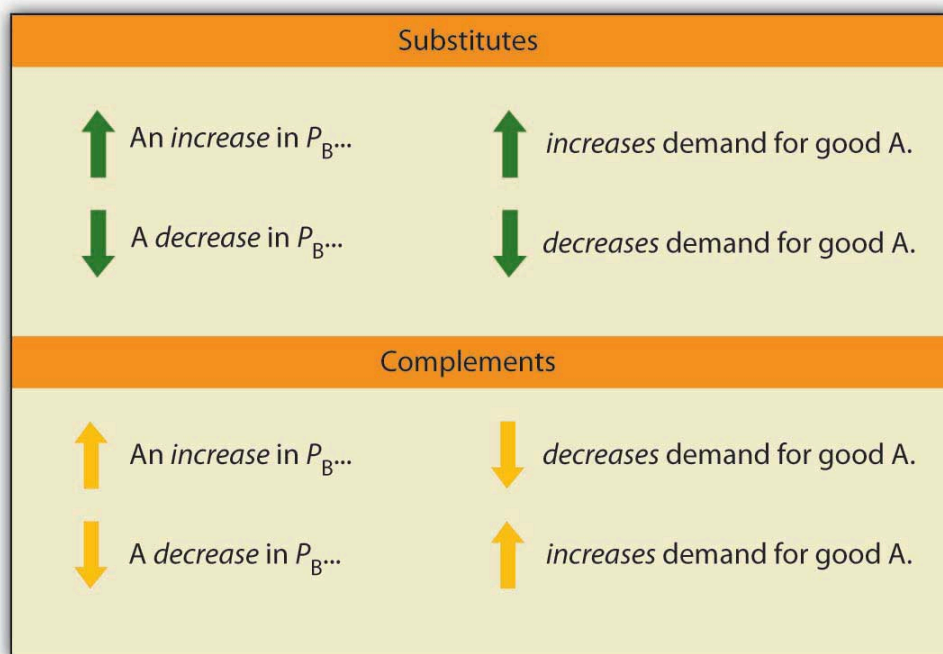 Substitutes
An increase in PB...
increases demand for good A.
A decrease in PB...
decreases demand for good A.
Complements
An increase in PB...
decreases demand for good A.
A decrease in PB...
increases demand for good A.